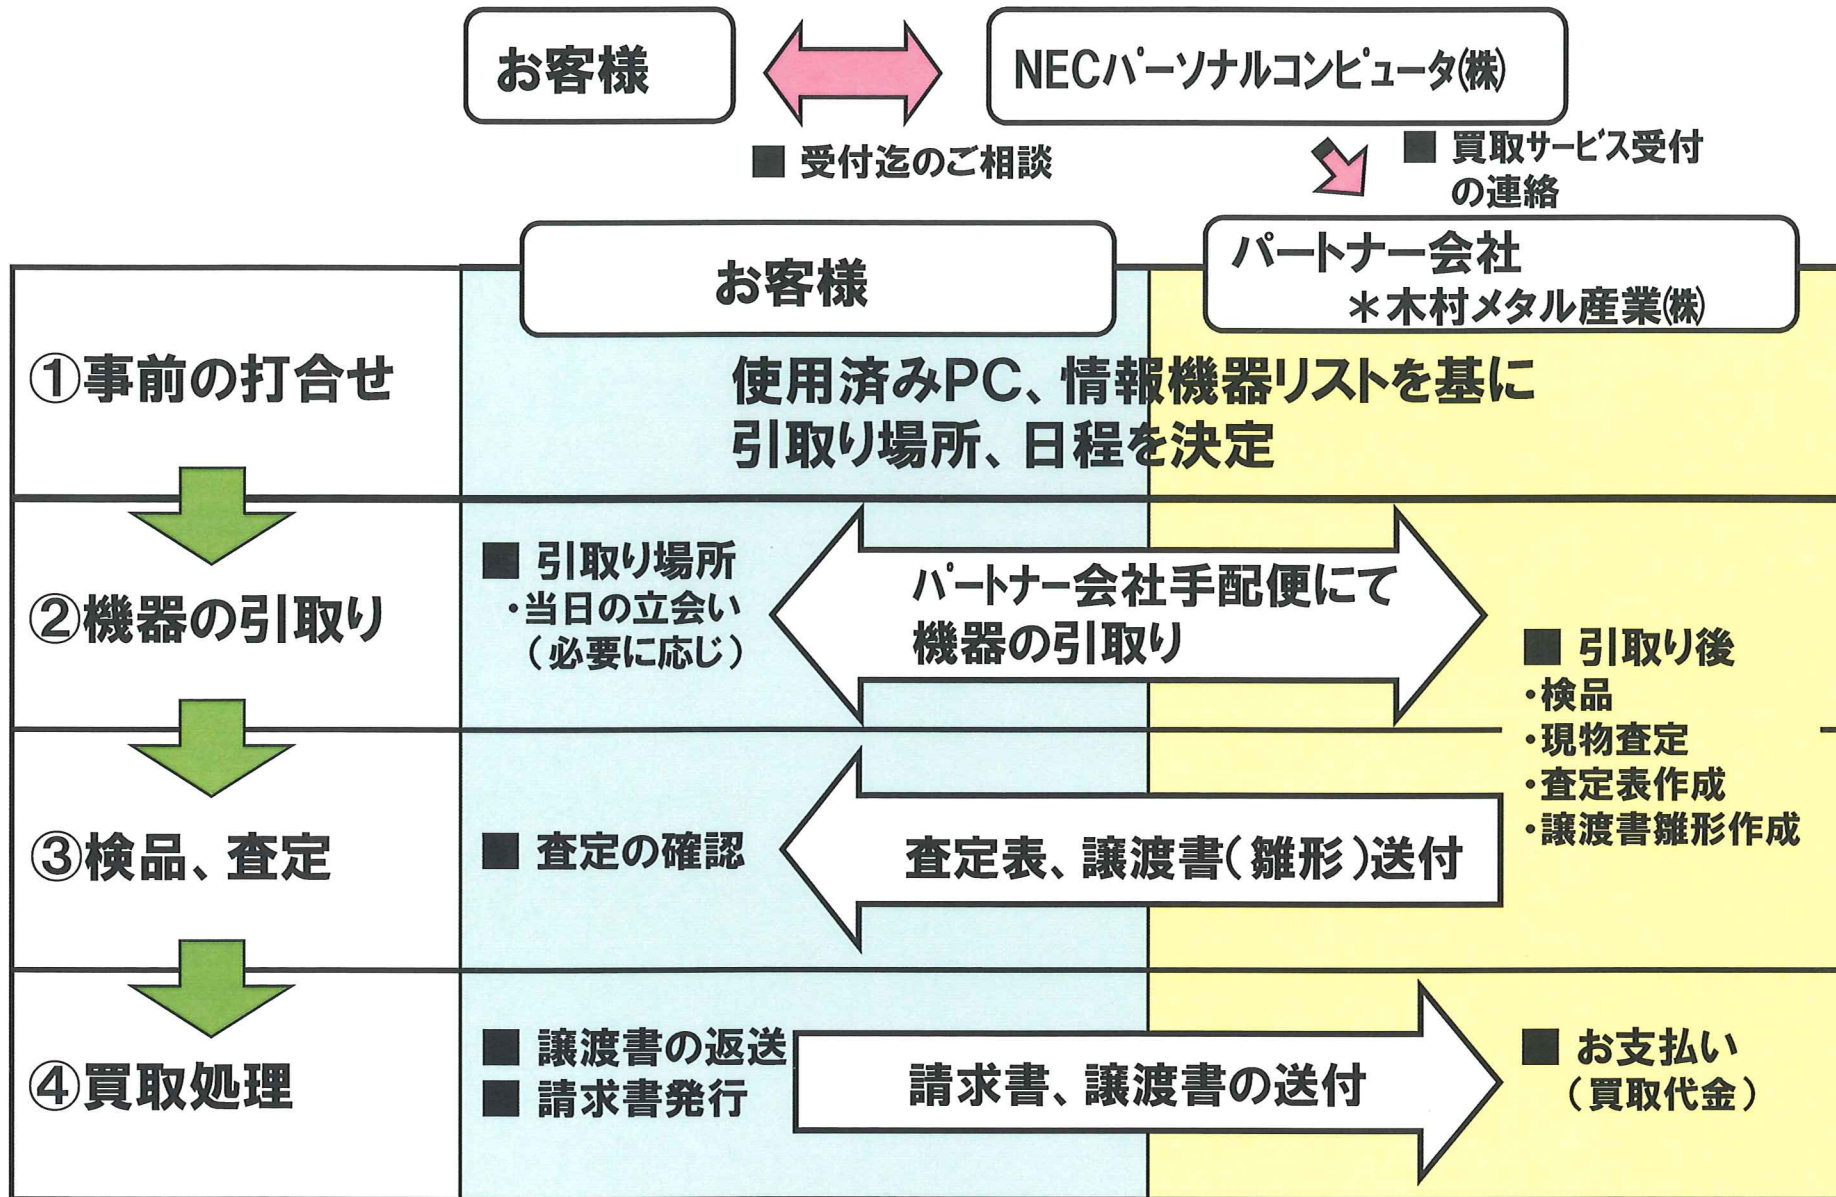 お客様
NECパーソナルコンピュータ㈱
■ 受付迄のご相談
■ 買取サービス受付
の連絡
お客様
パートナー会社
＊木村メタル産業㈱
①事前の打合せ
使用済みPC、情報機器リストを基に
引取り場所、日程を決定
②機器の引取り
■ 引取り場所
・当日の立会い
（必要に応じ）
パートナー会社手配便にて
機器の引取り
■ 引取り後
・検品
・現物査定
・査定表作成
・譲渡書雛形作成
③検品、査定
■ 査定の確認
査定表、譲渡書（雛形）送付
④買取処理
■ 譲渡書の返送
■ 請求書発行
請求書、譲渡書の送付
■ お支払い
（買取代金）